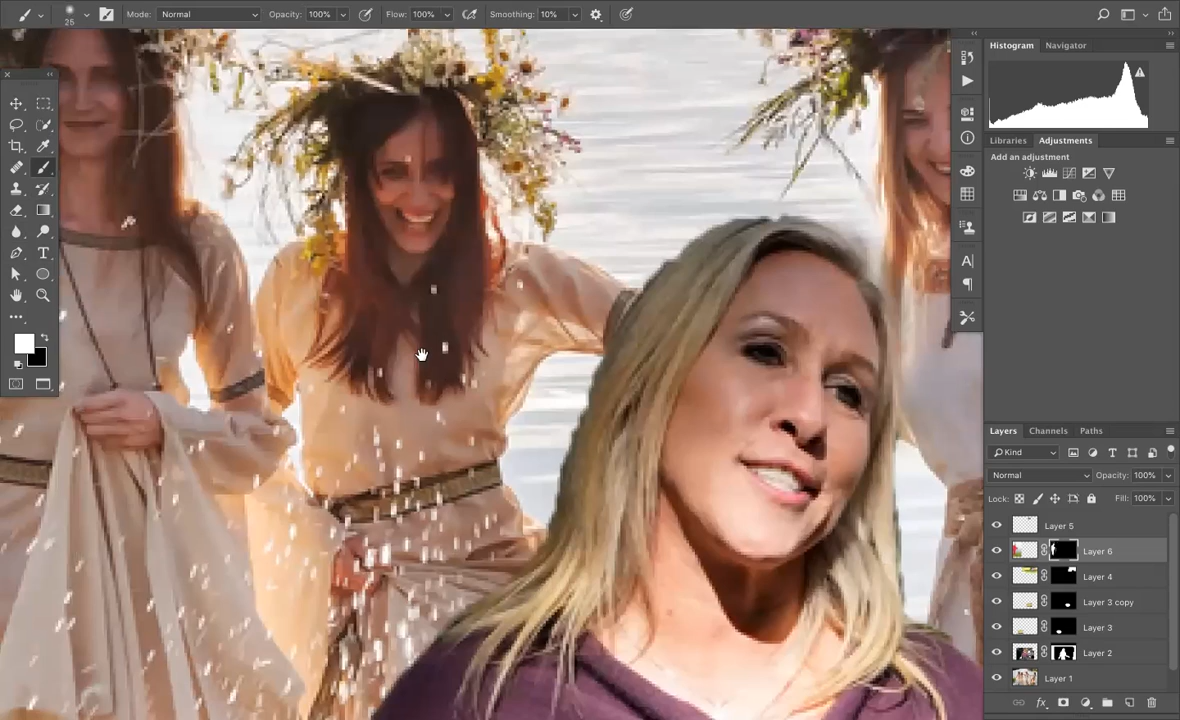 25 Mode: Normal Opacity: 100% Flow: 100% Smoothing: 10%
Histogram Navigator
Libraries Adjustments
Add an adjustment
T
A|
Layers Channels Paths
Kind T
Normal Opacity: 100%
Lock: Fill: 100%
Layer 5
Layer 6
Layer 4
Layer 3 copy
Layer 3
Layer 2
Layer 1
fx